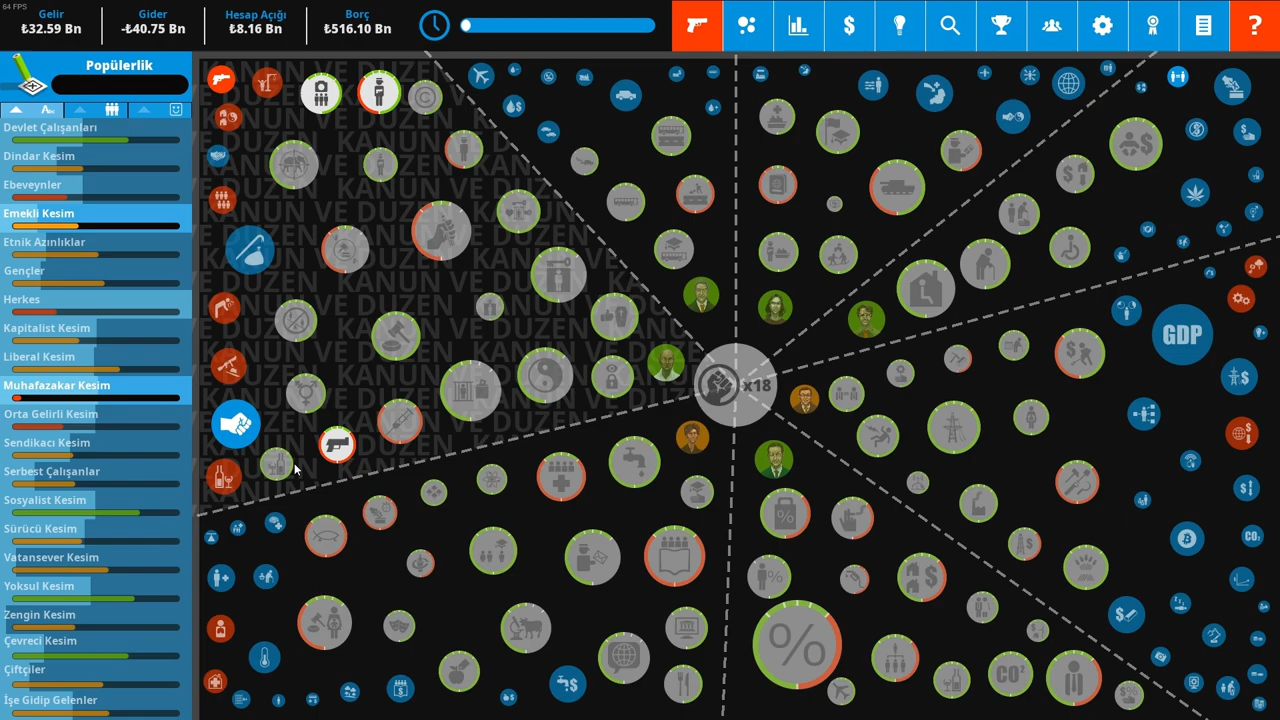 64 FPS
Gelir
₺32.59 Bn
Gider
-₺40.75 Bn
Hesap Açığı
₺8.16 Bn
Borç
₺516.10 Bn
?
Popülerlik
Devlet Çalışanları
Dindar Kesim
Ebeveynler
Emekli Kesim
Etnik Azınlıklar
Gençler
Herkes
Kapitalist Kesim
Liberal Kesim
Muhafazakar Kesim
Orta Gelirli Kesim
Sendikacı Kesim
Serbest Çalışanlar
Sosyalist Kesim
Sürücü Kesim
Vatansever Kesim
Yoksul Kesim
Zengin Kesim
Çevreci Kesim
Çiftçiler
İşe Gidip Gelenler
KANUN VE DÜZEN
x18
GDP
CO²
CO₂